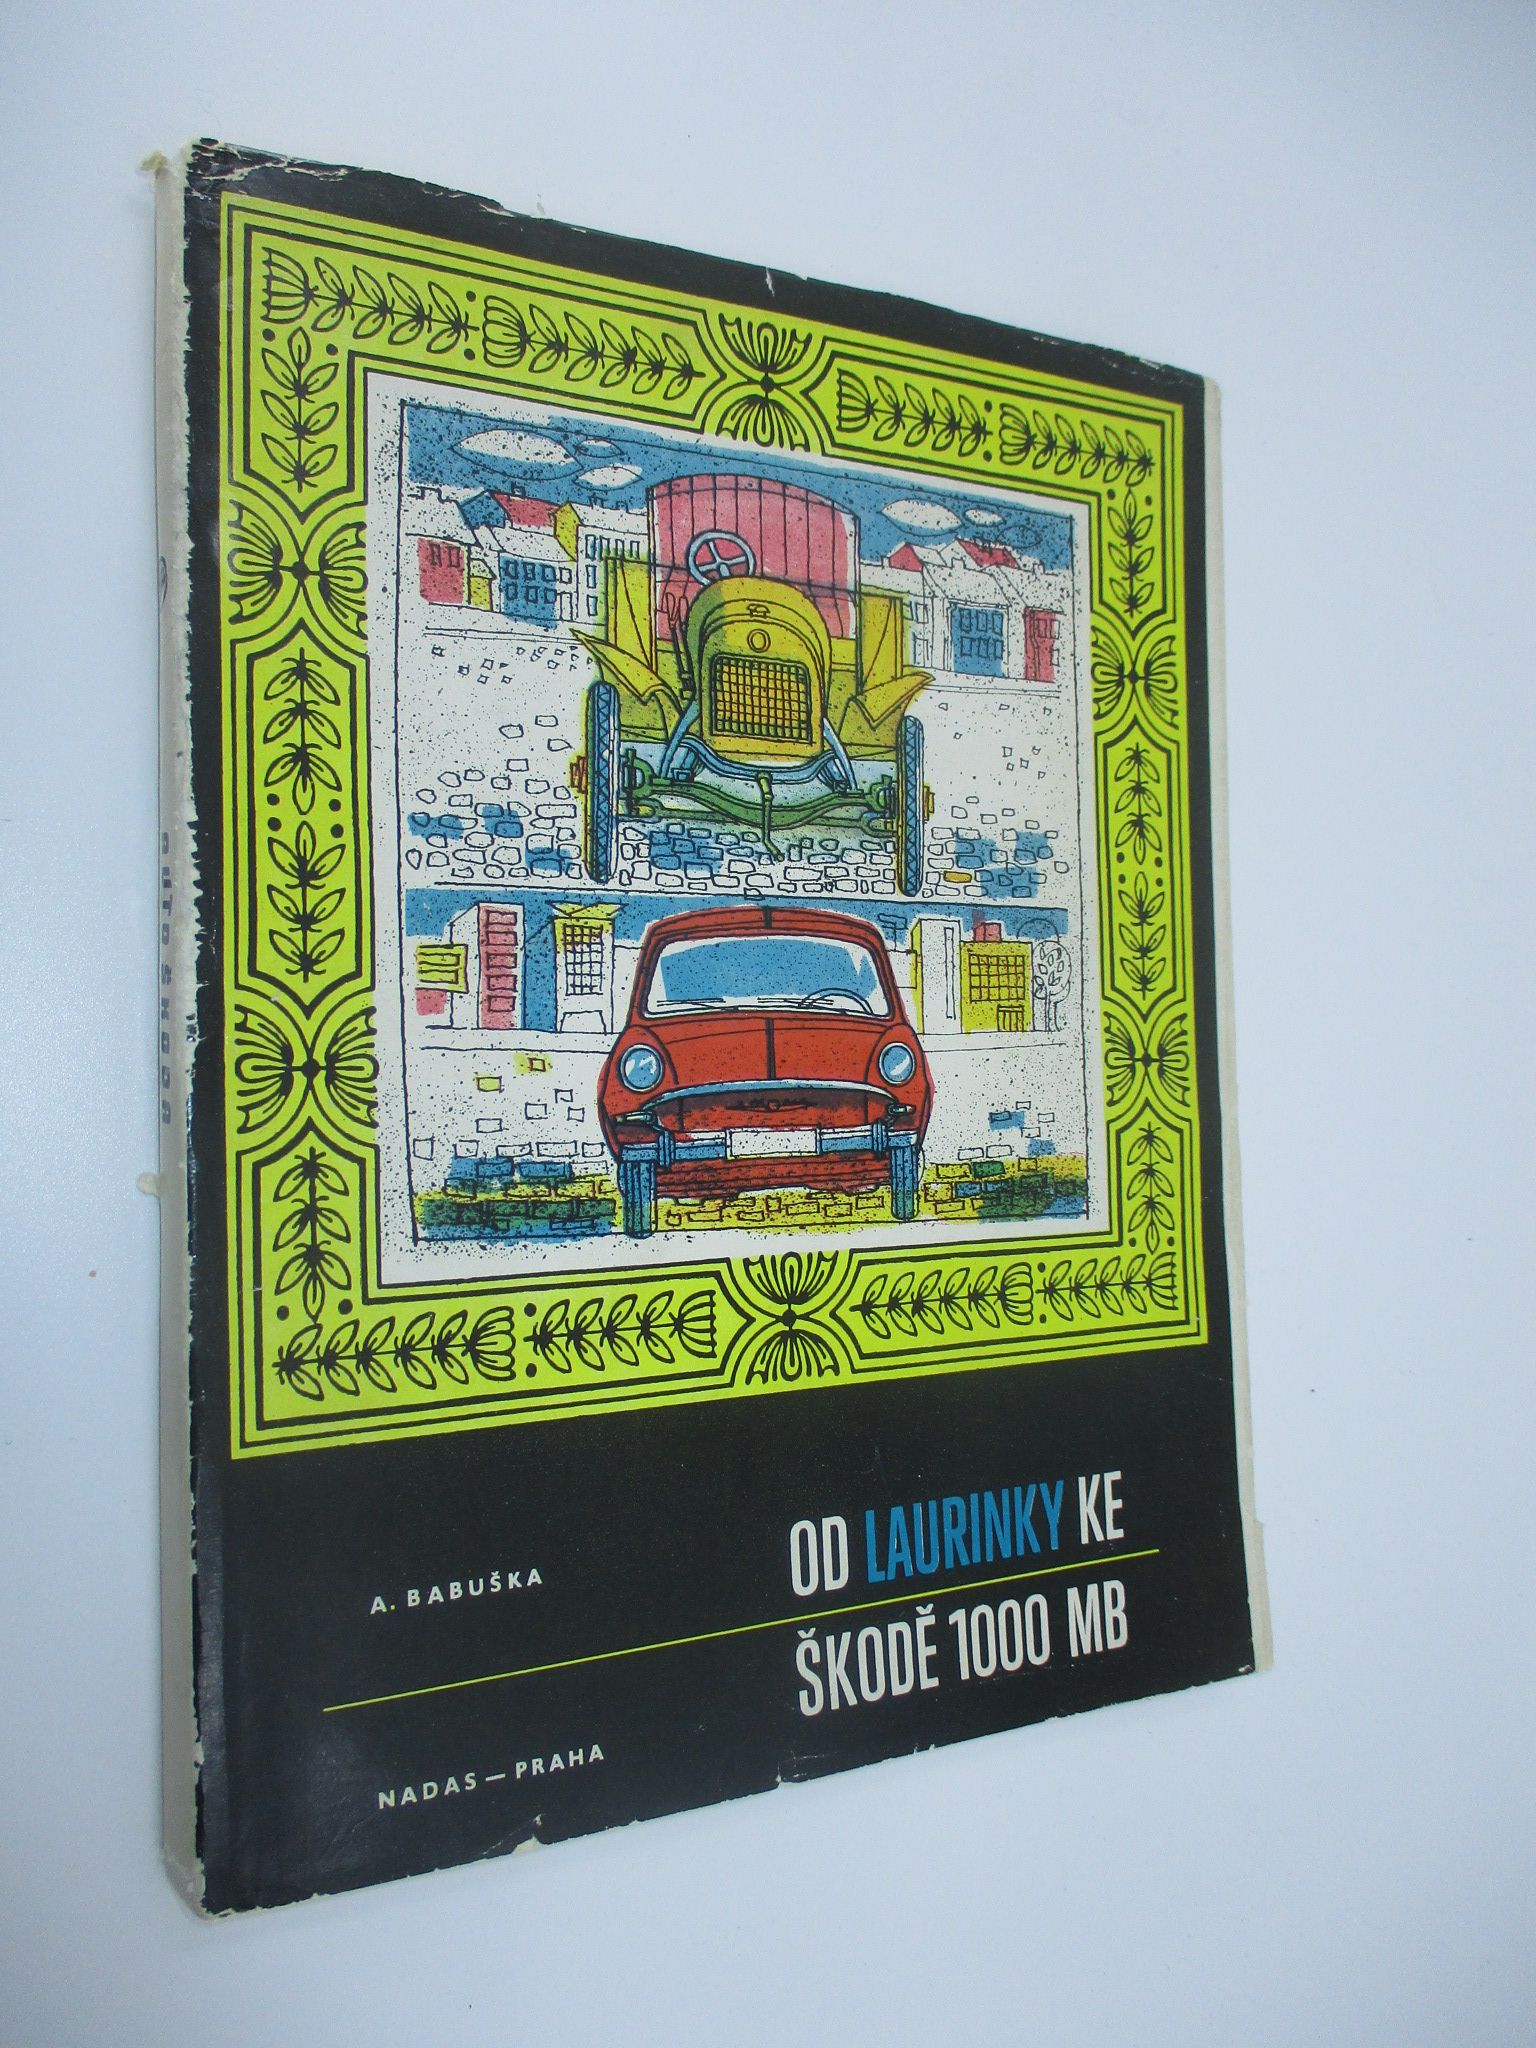 OD LAURINKY KE
ŠKODĚ 1000 MB
A. BABUŠKA
NADAS — PRAHA